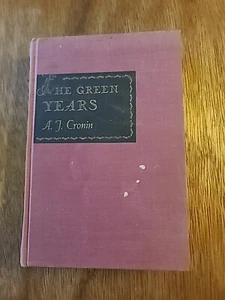 THE GREEN
YEARS
A. J. Cronin